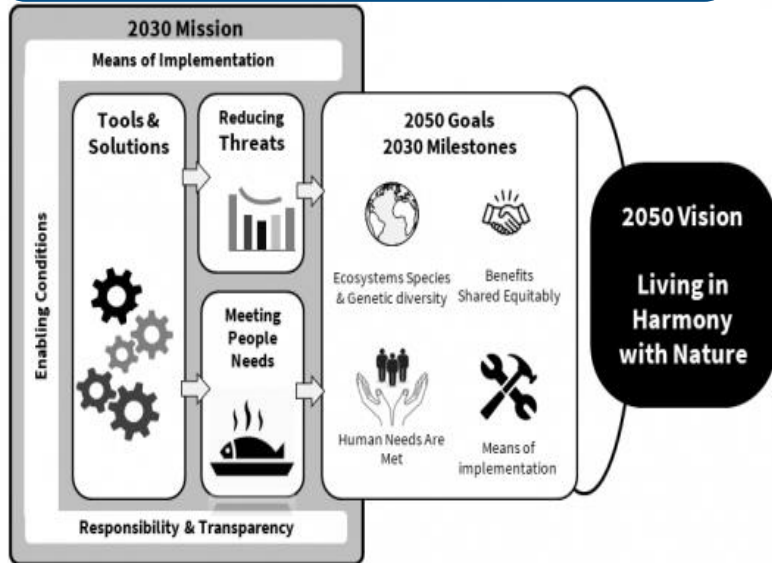 2030 Mission
Means of Implementation
Enabling Conditions
Tools &
Solutions
Reducing
Threats
Meeting
People
Needs
Responsibility & Transparency
2050 Goals
2030 Milestones
Ecosystems Species
& Genetic diversity
Benefits
Shared Equitably
Human Needs Are
Met
Means of
implementation
2050 Vision
Living in
Harmony
with Nature